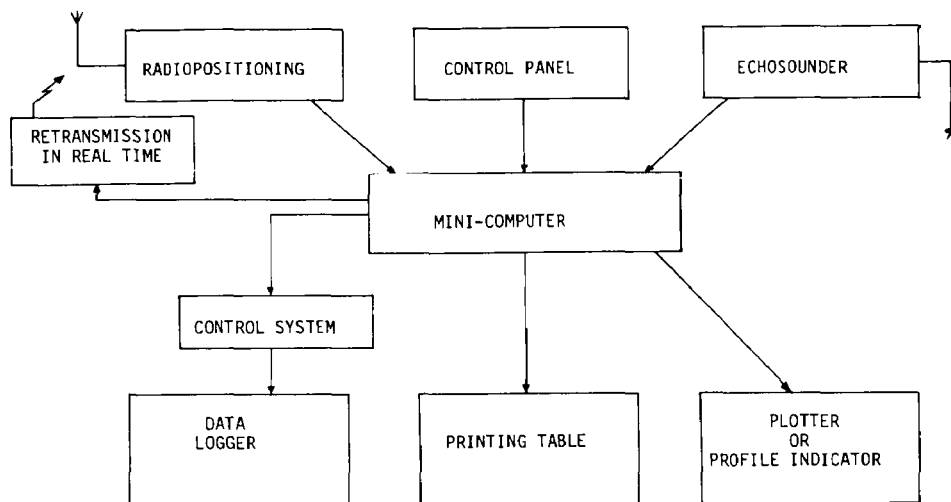 RADIOPOSITIONING
CONTROL PANEL
ECHOSOUNDER
RETRANSMISSION
IN REAL TIME
MINI-COMPUTER
CONTROL SYSTEM
DATA
LOGGER
PRINTING TABLE
PLOTTER
OR
PROFILE INDICATOR